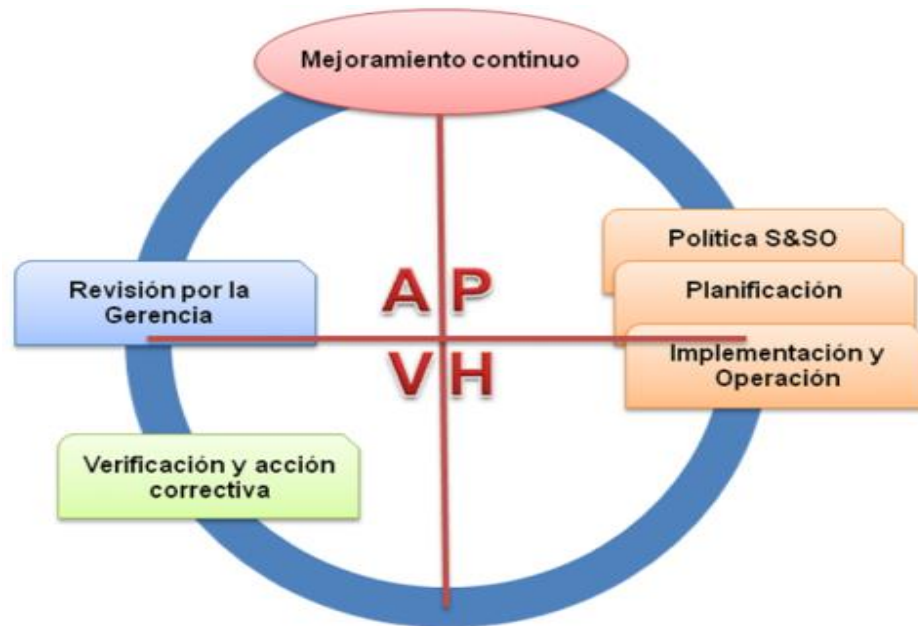 Mejoramiento continuo
Política S&SO
Revisión por la
Gerencia
A P
Planificación
V H
Implementación y
Operación
Verificación y acción
correctiva